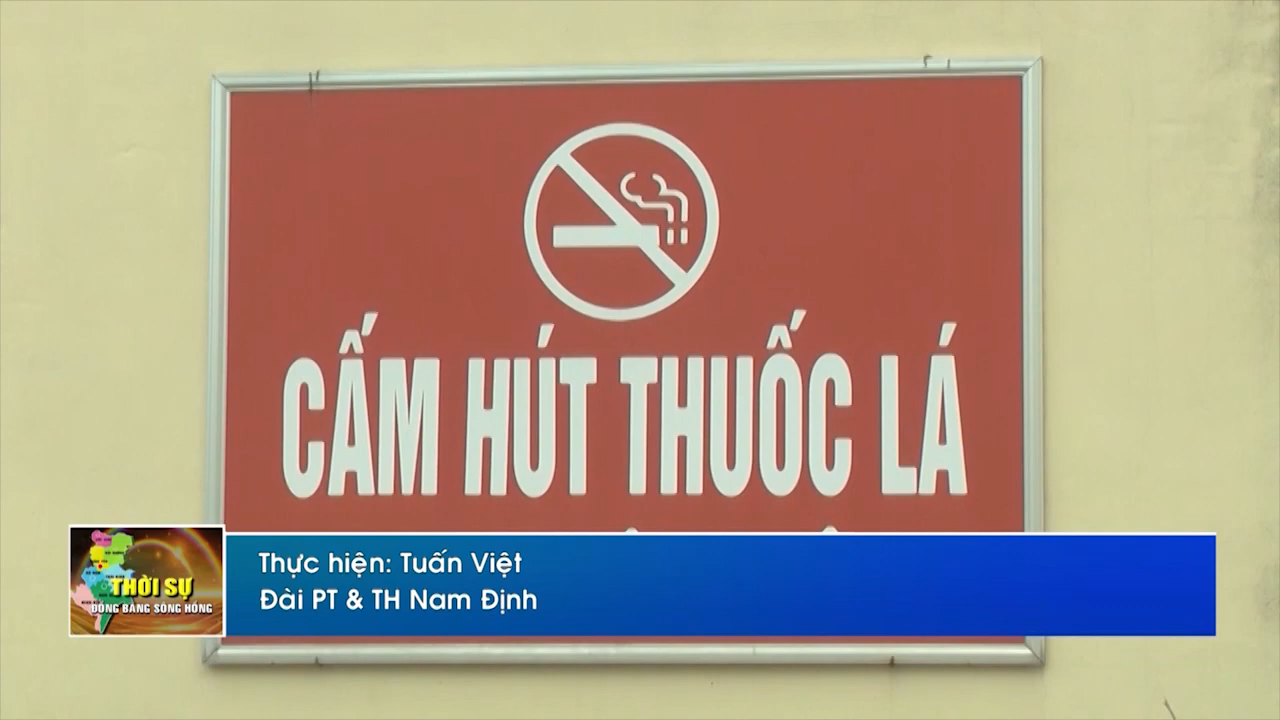 CẤM HÚT THUỐC LÁ
THỜI SỰ
ĐỒNG BẰNG SÔNG HỒNG
Thực hiện: Tuấn Việt
Đài PT & TH Nam Định